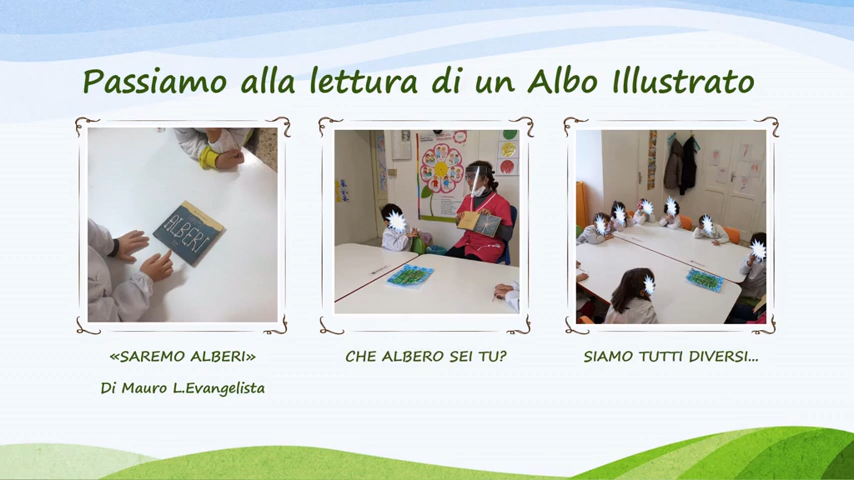 Passiamo alla lettura di un Albo Illustrato
ALBERI
«SAREMO ALBERI»
Di Mauro L.Evangelista
CHE ALBERO SEI TU?
SIAMO TUTTI DIVERSI...